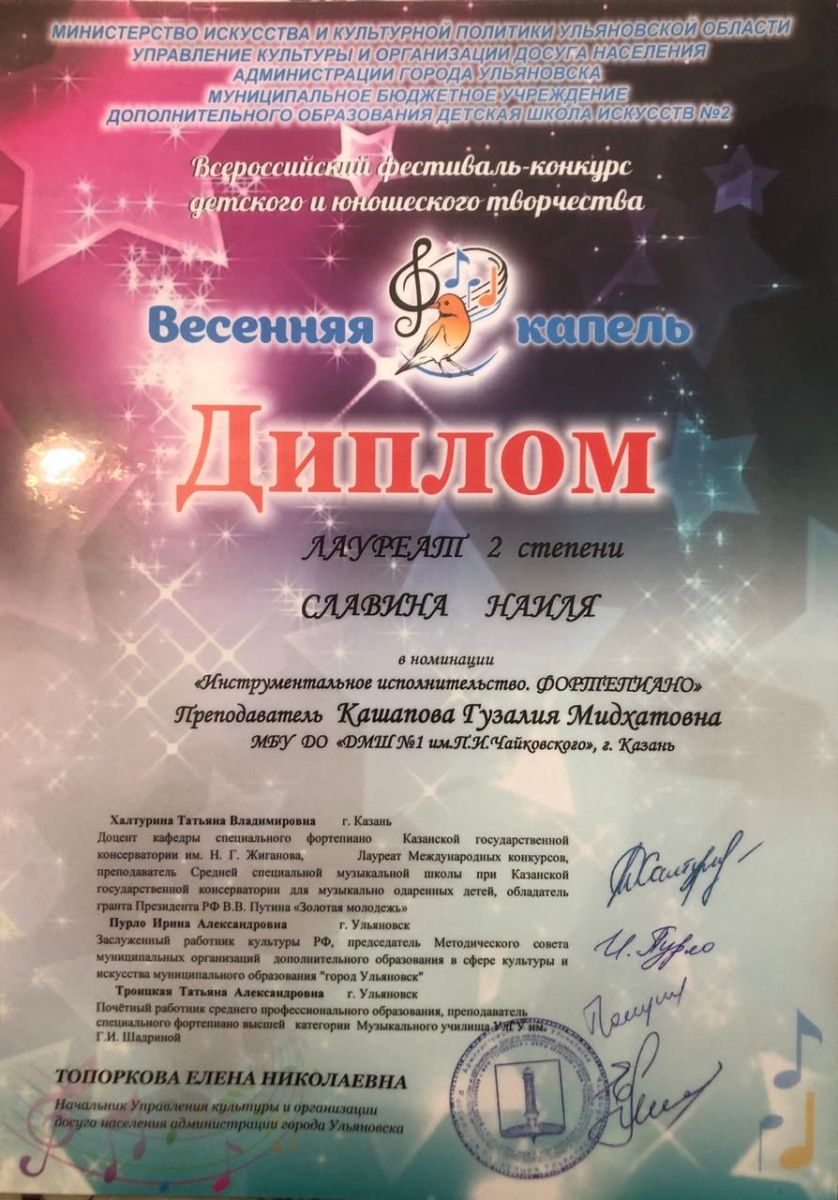 МИНИСТЕРСТВО ИСКУССТВА И КУЛЬТУРНОЙ ПОЛИТИКИ УЛЬЯНОВСКОЙ ОБЛАСТИ
УПРАВЛЕНИЕ КУЛЬТУРЫ И ОРГАНИЗАЦИИ ДОСУГА НАСЕЛЕНИЯ
АДМИНИСТРАЦИИ ГОРОДА УЛЬЯНОВСКА
МУНИЦИПАЛЬНОЕ БЮДЖЕТНОЕ УЧРЕЖДЕНИЕ
ДОПОЛНИТЕЛЬНОГО ОБРАЗОВАНИЯ ДЕТСКАЯ ШКОЛА ИСКУССТВ №2
Всероссийский фестиваль-конкурс
детского и юношеского творчества
Весенняя капель
Диплом
ЛАУРЕАТ 2 степени
СЛАВИНА НАИЛЯ
в номинации
«Инструментальное исполнительство. ФОРТЕПИАНО»
Преподаватель Кашапова Гузалия Мидхатовна
МБУ ДО «ДМШ №1 им.П.И.Чайковского», г. Казань
Халтурина Татьяна Владимировна г. Казань
Доцент кафедры специального фортепиано Казанской государственной
консерватории им. Н. Г. Жиганова, Лауреат Международных конкурсов,
преподаватель Средней специальной музыкальной школы при Казанской
государственной консерватории для музыкально одаренных детей, обладатель
гранта Президента РФ В.В. Путина «Золотая молодежь»
Пурло Ирина Александровна г. Ульяновск
Заслуженный работник культуры РФ, председатель Методического совета
муниципальных организаций дополнительного образования в сфере культуры и
искусства муниципального образования "город Ульяновск"
И. Пурло
Троицкая Татьяна Александровна г. Ульяновск
Почётный работник среднего профессионального образования, преподаватель
специального фортепиано высшей категории Музыкального училища УлГУ им.
Г.И. Шадриной
ТОПОРКОВА ЕЛЕНА НИКОЛАЕВНА
Начальник Управления культуры и организации
досуга населения администрации города Ульяновска